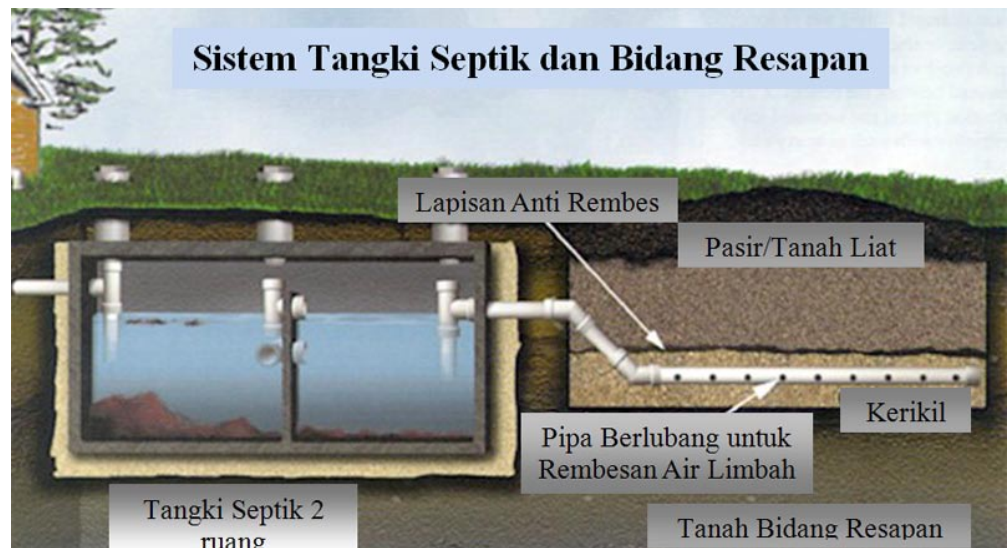 Sistem Tangki Septik dan Bidang Resapan
Lapisan Anti Rembes
Pasir/Tanah Liat
Kerikil
Pipa Berlubang untuk
Rembesan Air Limbah
Tangki Septik 2
ruang
Tanah Bidang Resapan